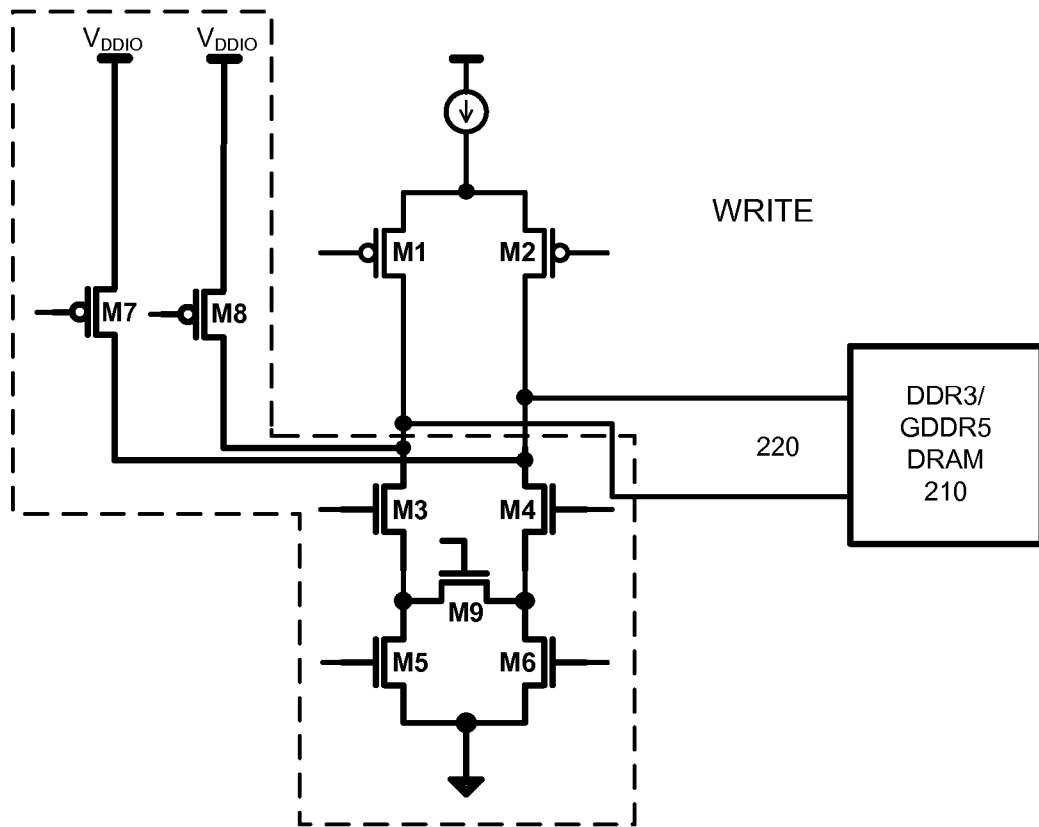 VDDIO VDDIO
WRITE
M1 M2
M7 M8
DDR3/
GDDR5
DRAM
210
220
M3 M4
M9
M5 M6